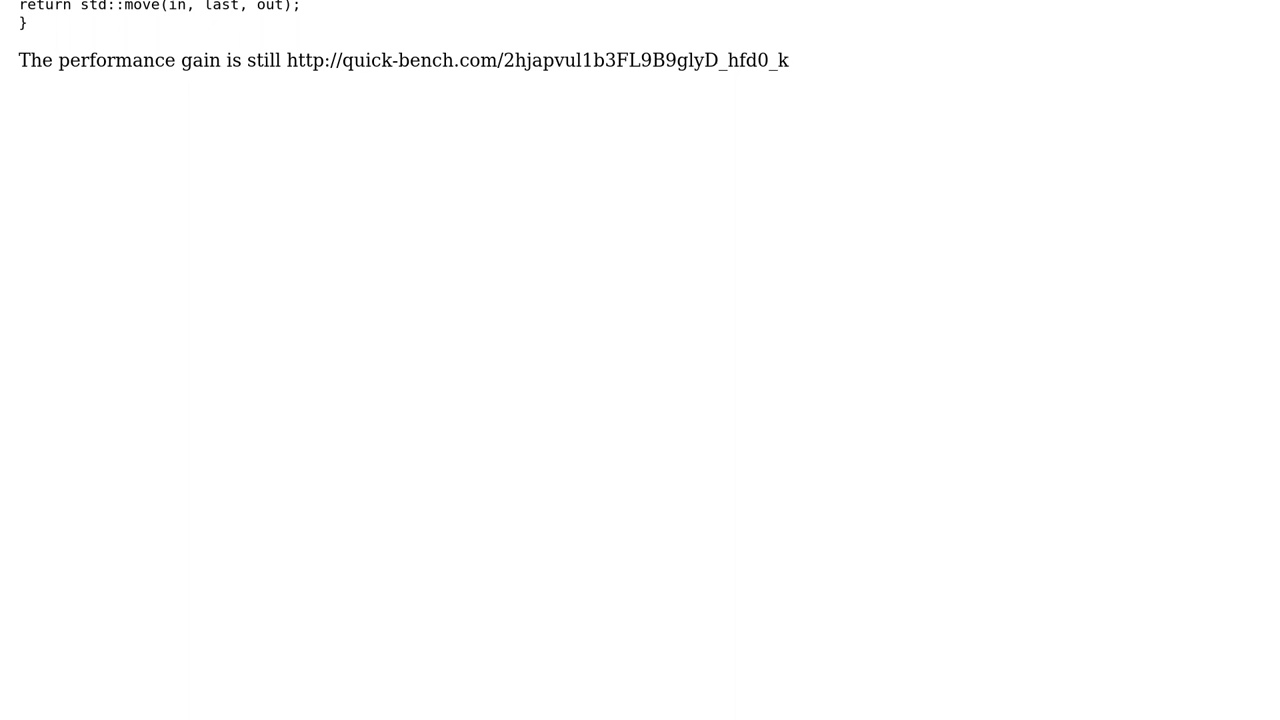 return std::move(in, last, out);
}
The performance gain is still http://quick-bench.com/2hjapvul1b3FL9B9glyD_hfd0_k